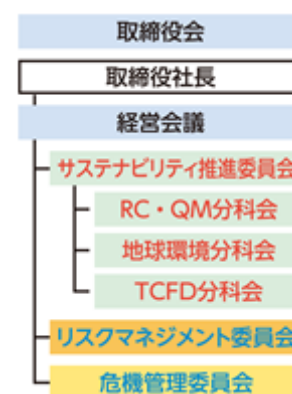 取締役会
取締役社長
経営会議
サステナビリティ推進委員会
RC・QM分科会
地球環境分科会
TCFD分科会
リスクマネジメント委員会
危機管理委員会